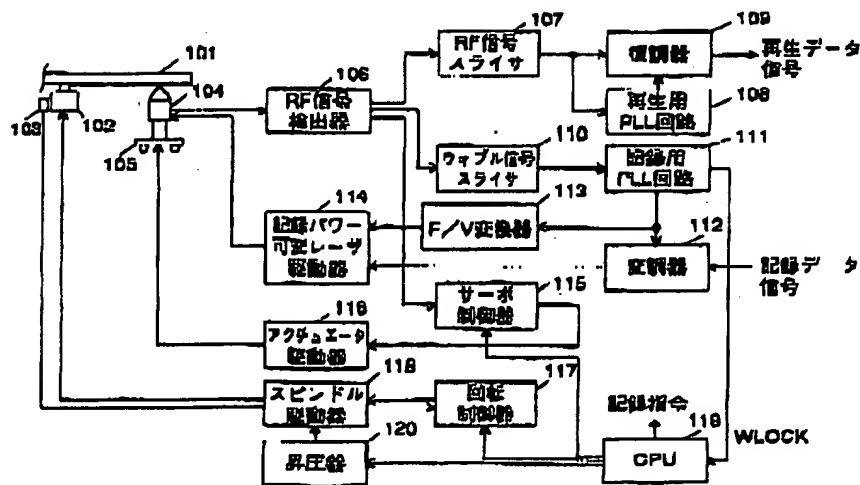 107
109
101
RF信号
スライサ
復調器
再生データ
信号
106
104
RF信号
検出器
再生用
PLL回路
108
103
102
110
111
105
ウォブル信号
スライサ
記録用
PLL回路
113
114
記録パワー
可変レーザ
駆動器
F/V変換器
112
変調器
記録データ
信号
115
サーボ
制御器
116
アクチュエータ
駆動器
118
117
スピンドル
駆動器
回転
制御器
記録指令
120
119
WLOCK
昇圧器
CPU